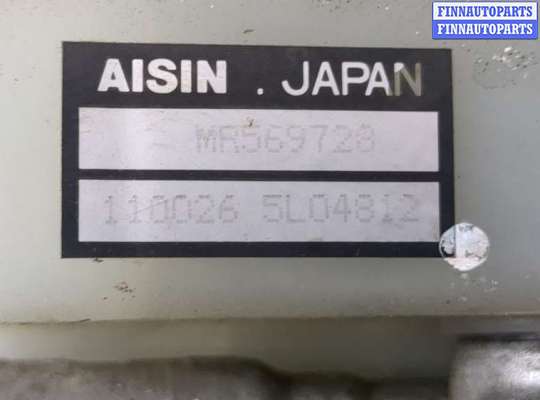 FINNAUTOPARTS
FINNAUTOPARTS
AISIN . JAPAN
MR569728
110026 5L04812